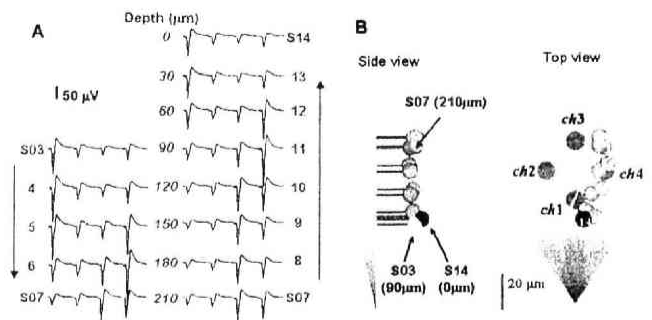 A
Depth (μm)
B
0 S14
30 13
50 μV
60 12
S03 90 11
4 120 10
5 150 9
6 180 8
S07 210 S07
Side view
Top view
S07 (210μm)
ch3
ch2
ch4
ch1
S03 S14
(90μm) (0μm)
20 μm